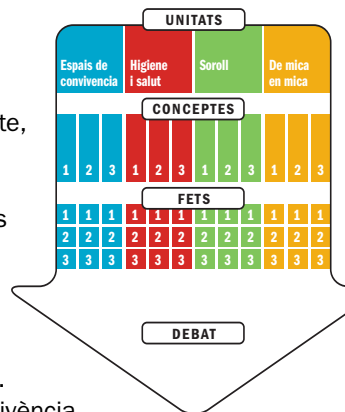 UNITATS
Espais de convivencia
Higiene i salut
Soroll
De mica en mica
te,
CONCEPTES
1 2 3 1 2 3 1 2 3 1 2 3
FETS
s
1 1 1 1 1 1 1 1 1 1 1 1
2 2 2 2 2 2 2 2 2 2 2 2
3 3 3 3 3 3 3 3 3 3 3 3
DEBAT
.
ivència